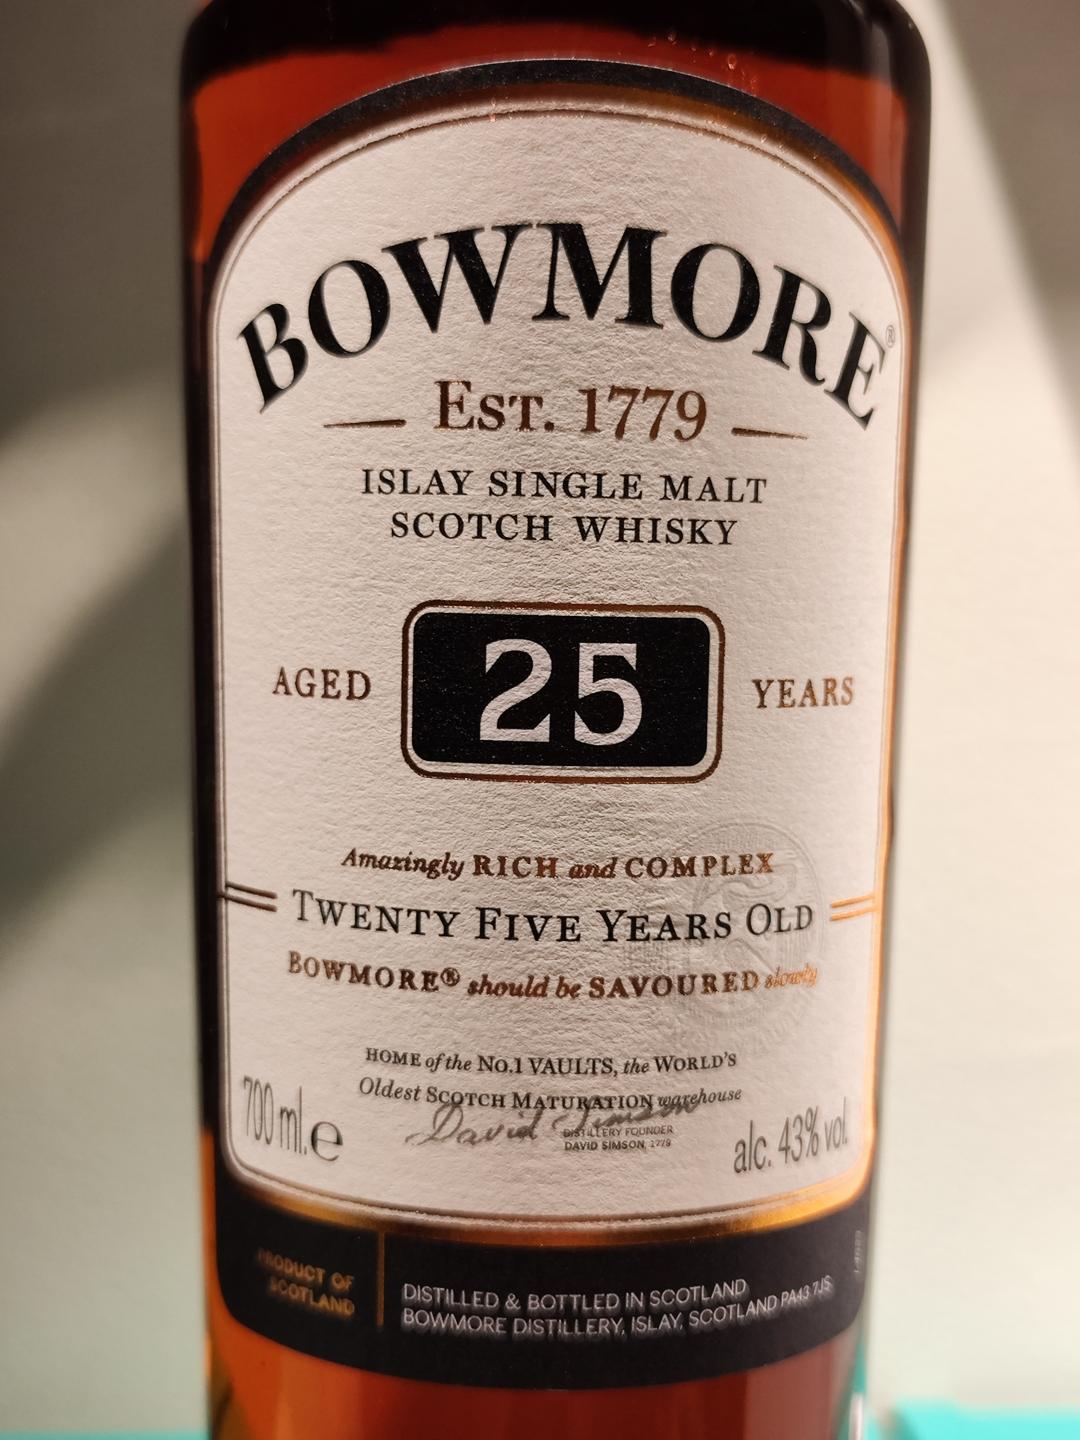 BOWMORE®
EST. 1779
ISLAY SINGLE MALT
SCOTCH WHISKY
AGED 25 YEARS
Amazingly RICH and COMPLEX
TWENTY FIVE YEARS OLD
BOWMORE® should be SAVOURED slowly
HOME of the No.1 VAULTS, the WORLD'S
Oldest SCOTCH MATURATION warehouse
David Simson
DISTILLERY FOUNDER
DAVID SIMSON, 1779
700 ml. e
alc. 43% vol.
PRODUCT OF
SCOTLAND
DISTILLED & BOTTLED IN SCOTLAND
BOWMORE DISTILLERY, ISLAY, SCOTLAND PA43 7JS